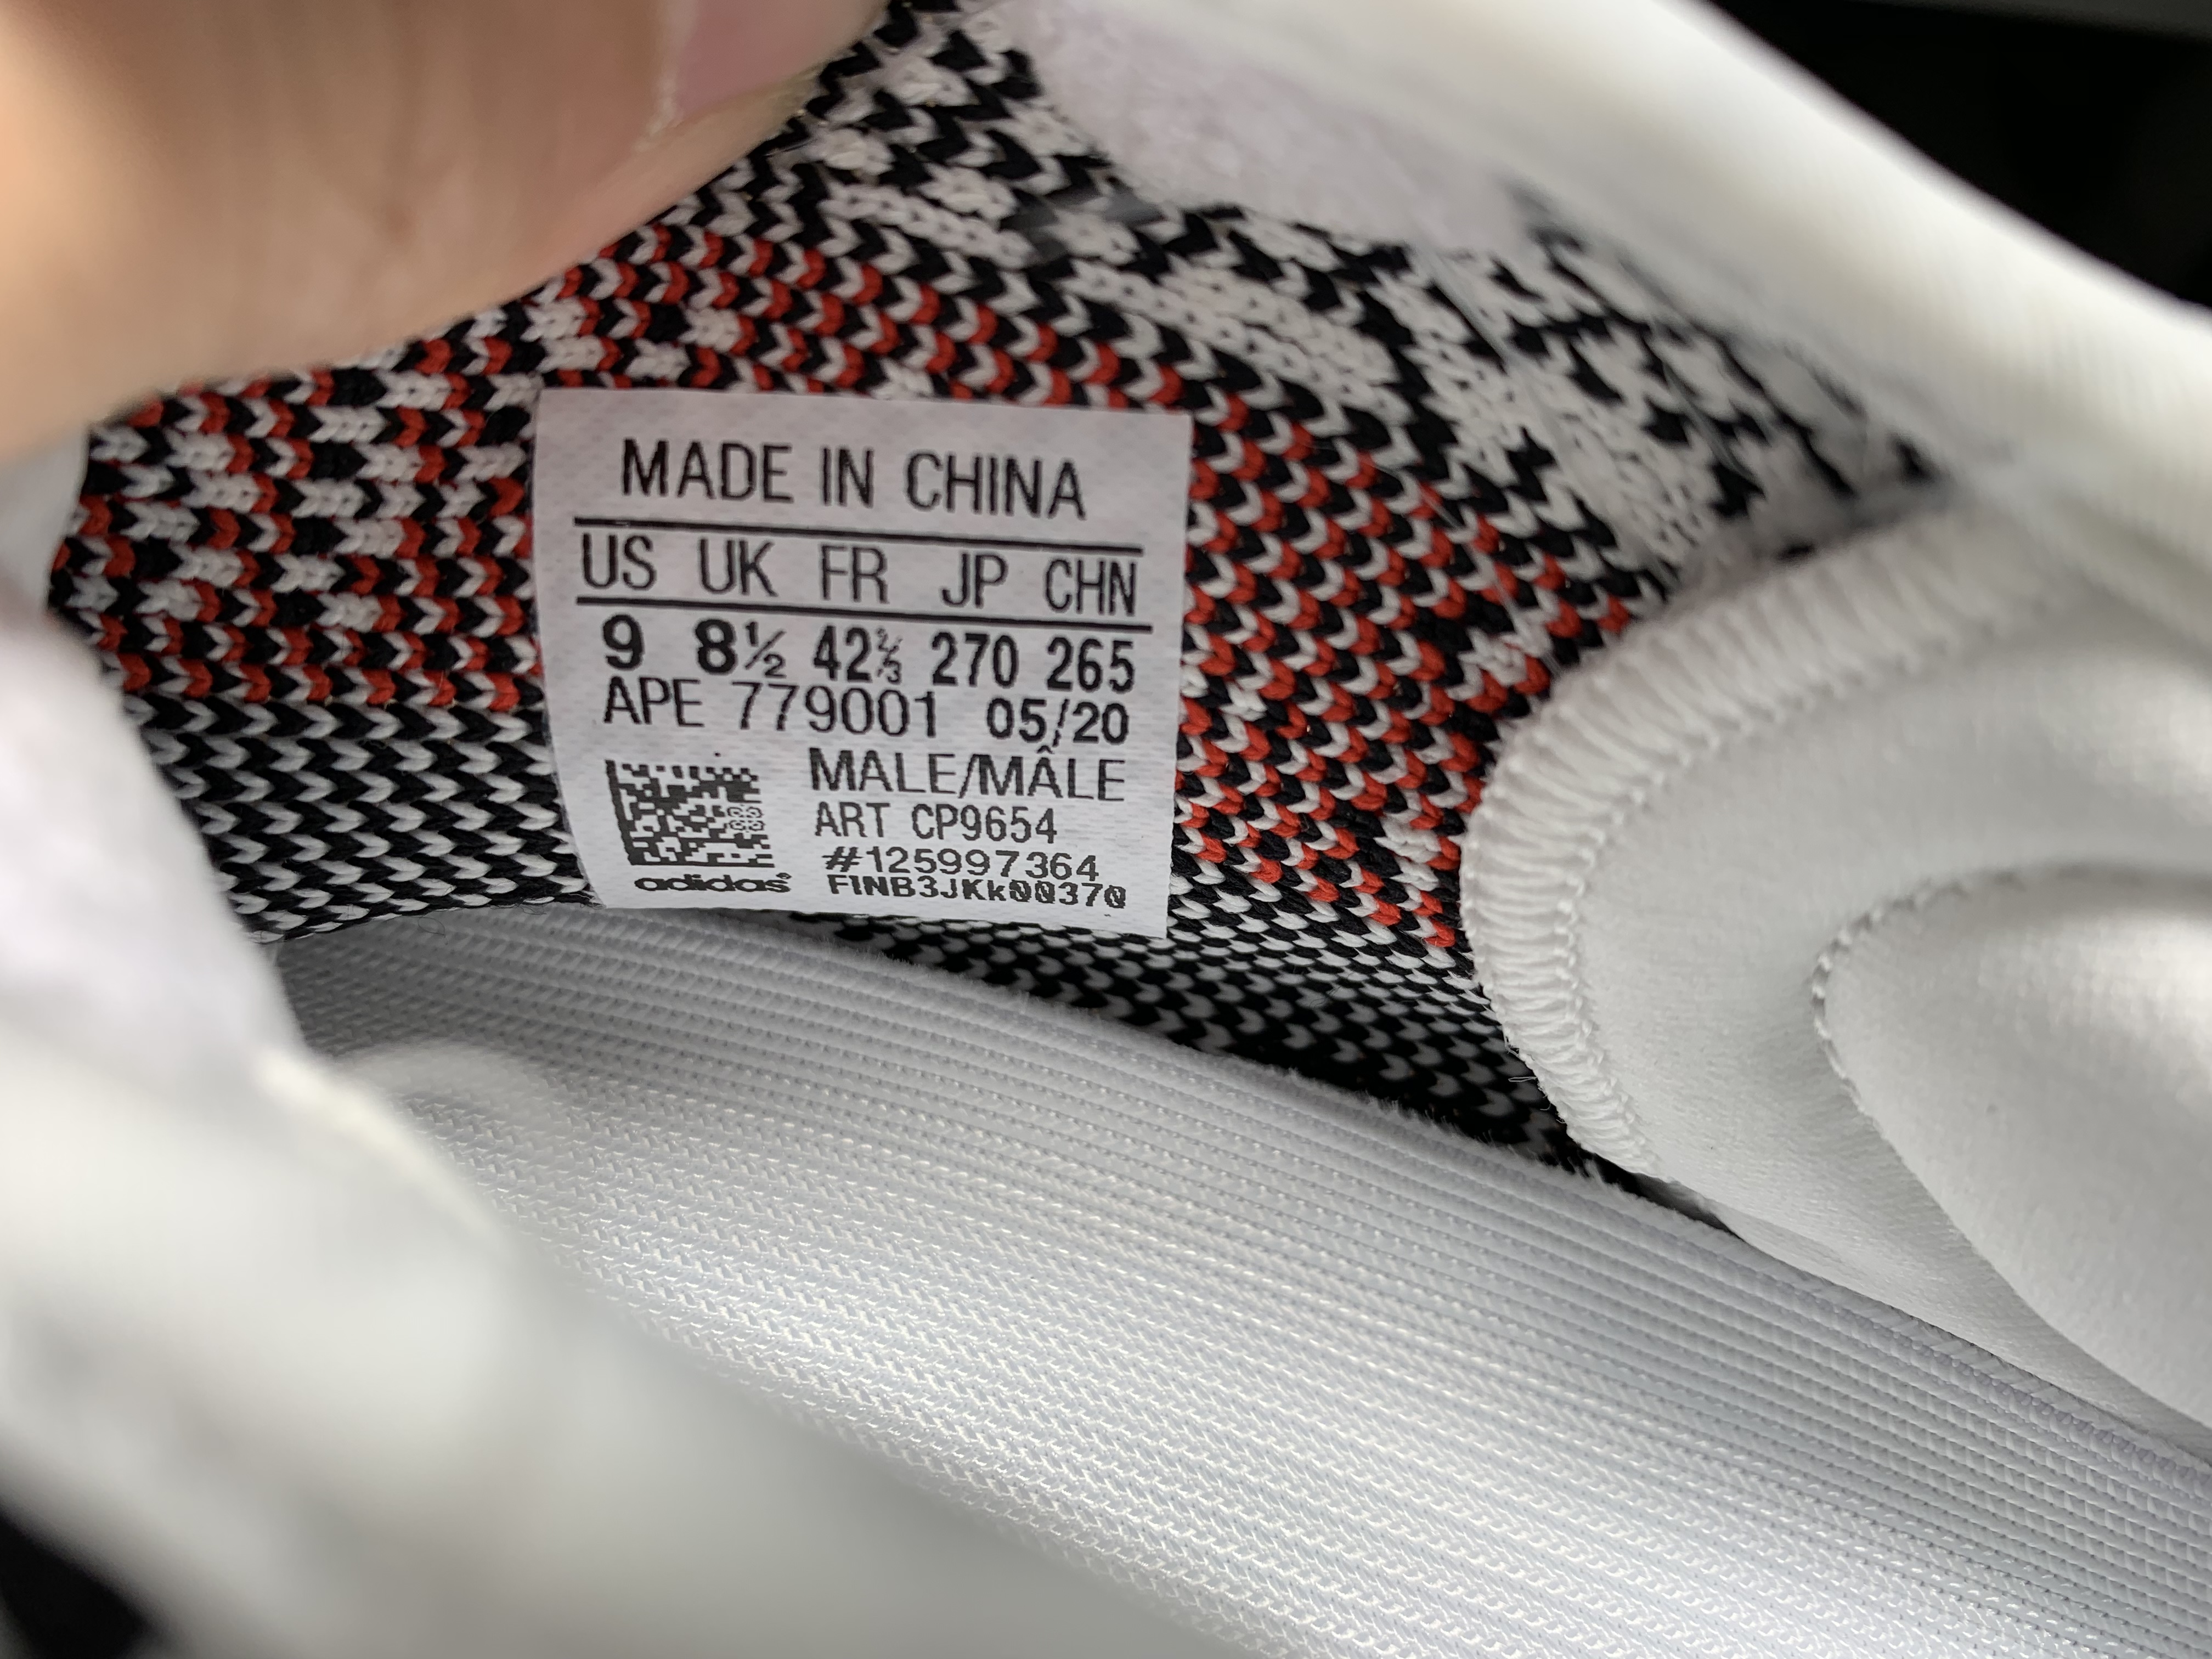 MADE IN CHINA
US UK FR JP CHN
9 8½ 42⅔ 270 265
APE 779001 05/20
MALE/MÂLE
ART CP9654
#125997364
adidas® FINB3JKk00370